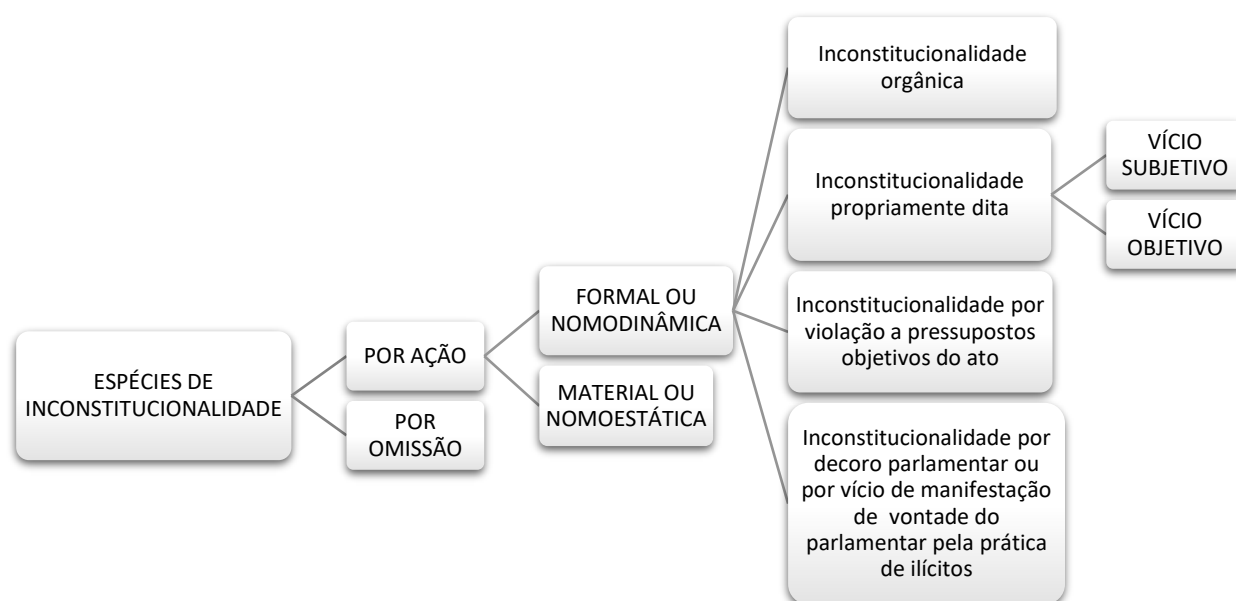 ESPÉCIES DE
INCONSTITUCIONALIDADE
POR AÇÃO
POR
OMISSÃO
FORMAL OU
NOMODINÂMICA
MATERIAL OU
NOMOESTÁTICA
Inconstitucionalidade
orgânica
Inconstitucionalidade
propriamente dita
VÍCIO
SUBJETIVO
VÍCIO
OBJETIVO
Inconstitucionalidade por
violação a pressupostos
objetivos do ato
Inconstitucionalidade por
decoro parlamentar ou
por vício de manifestação
de vontade do
parlamentar pela prática
de ilícitos